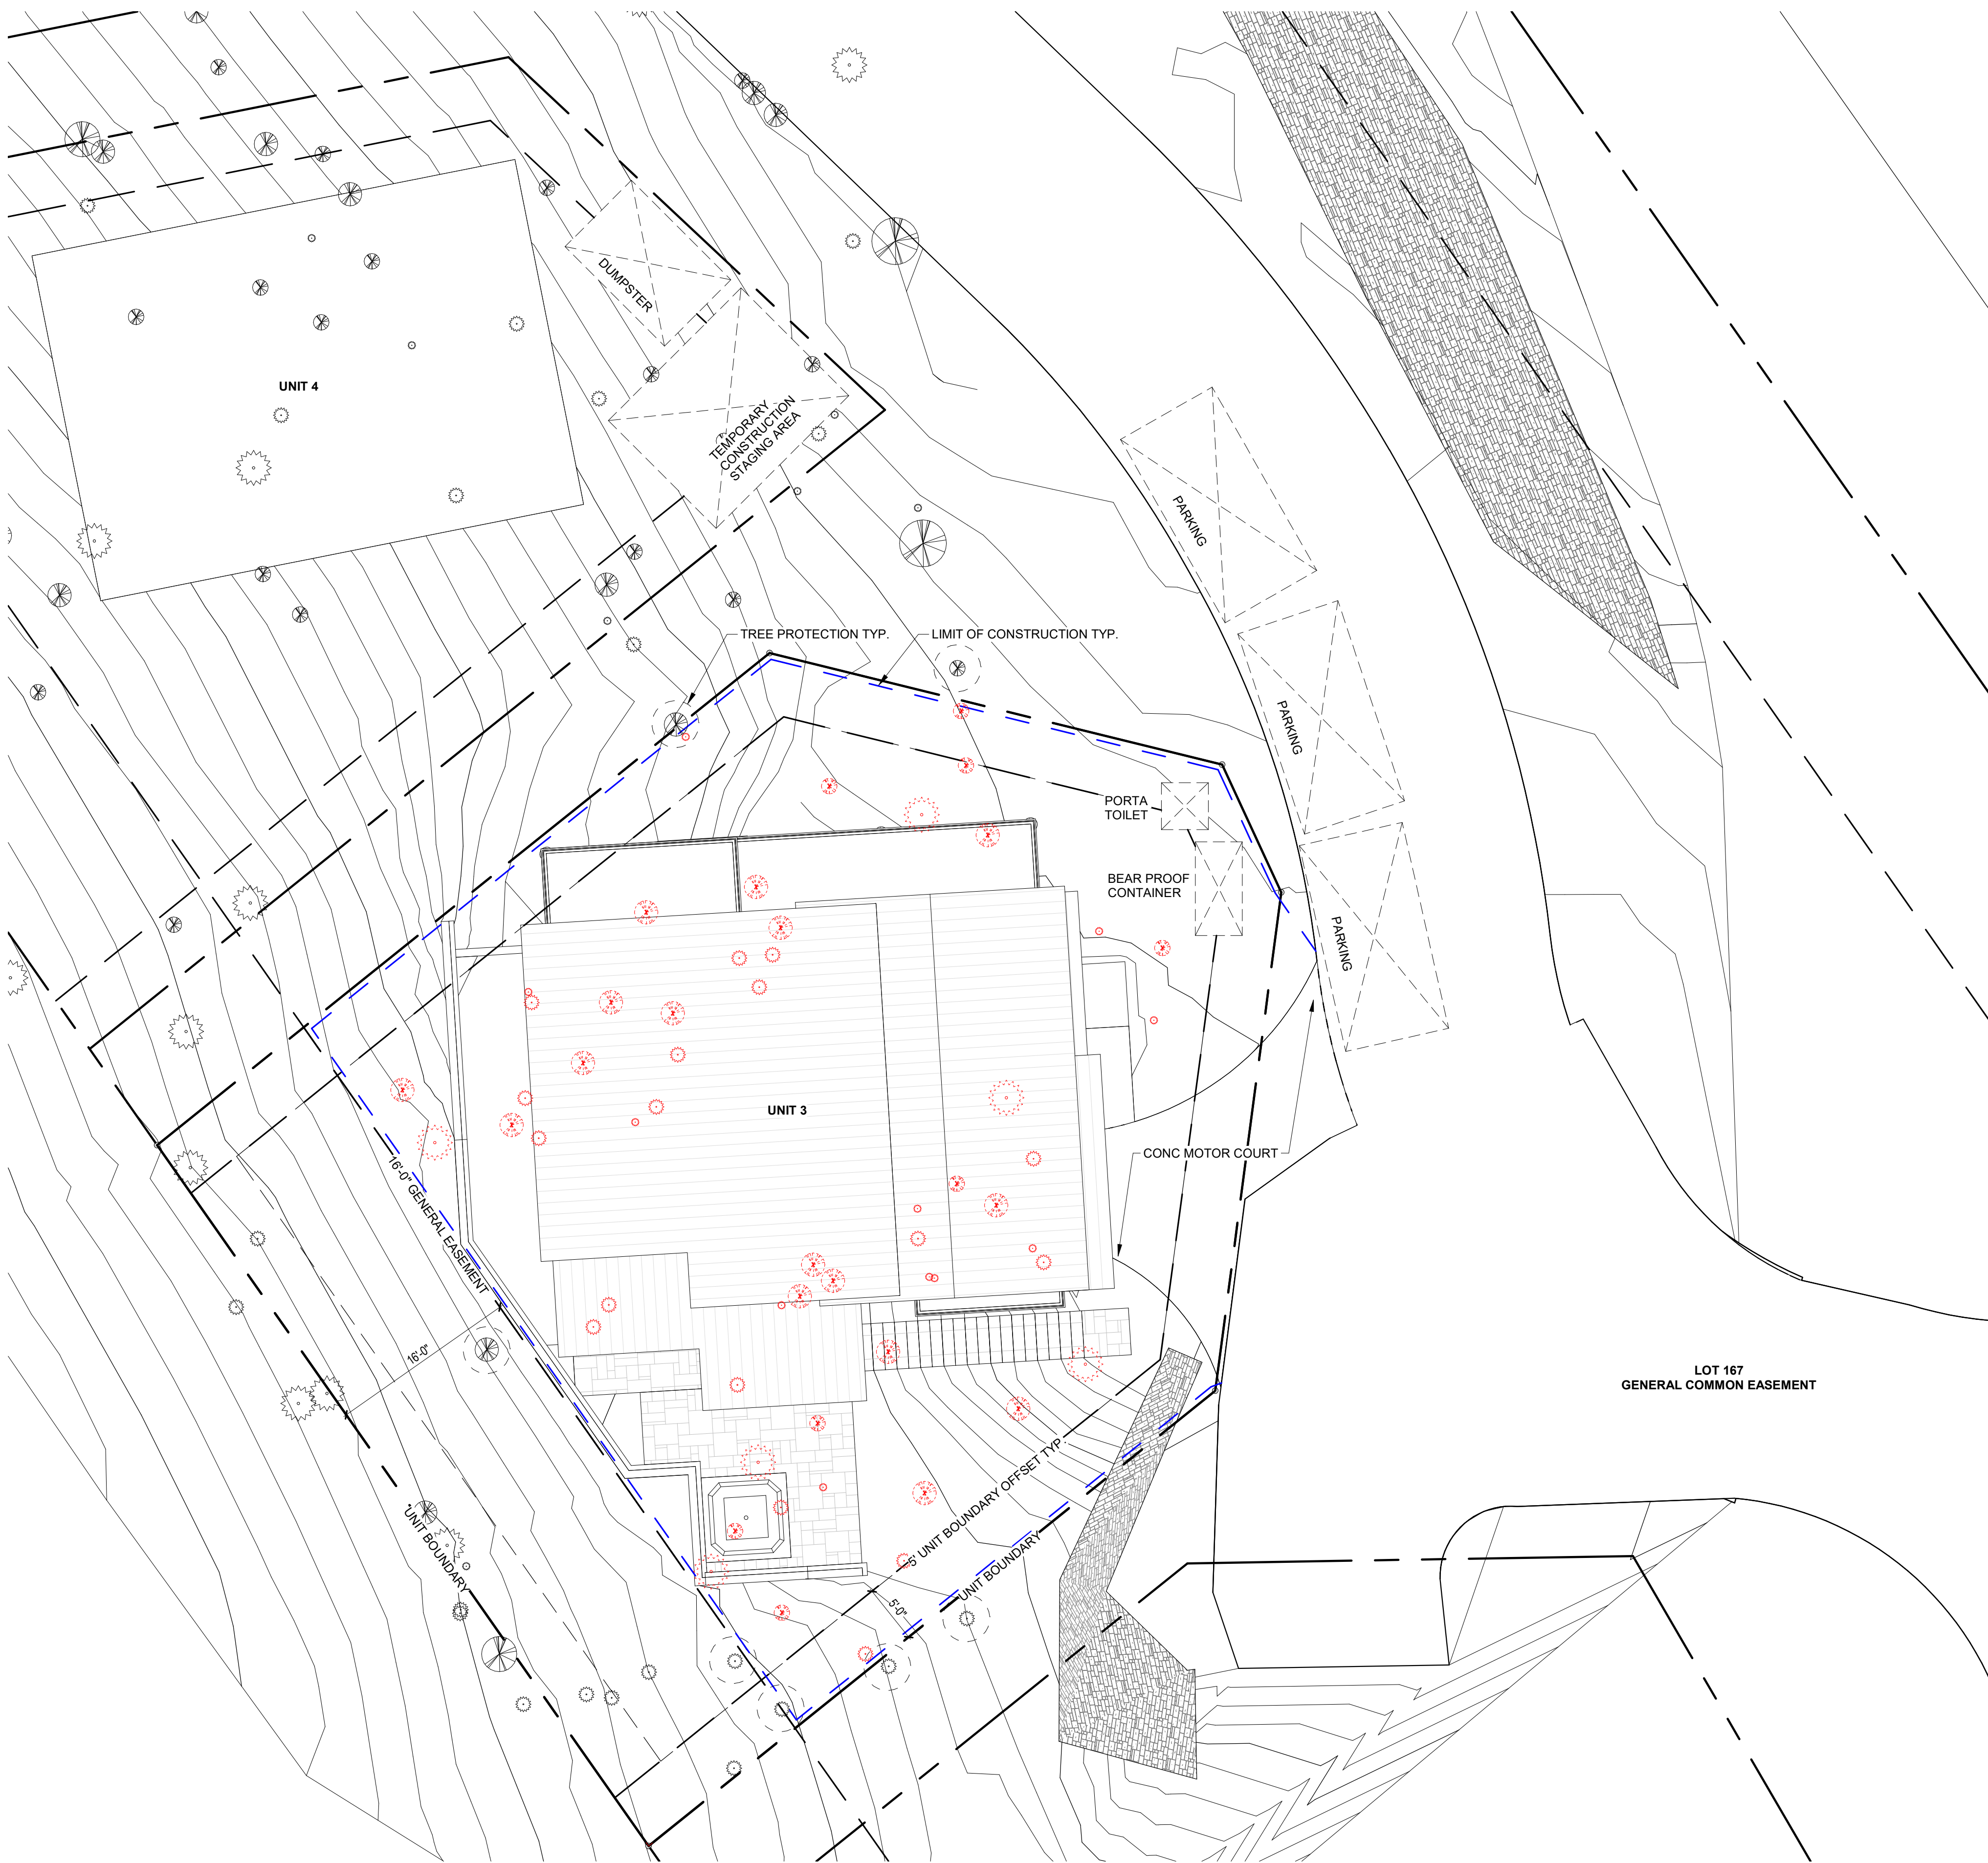 DUMPSTER
UNIT 4
TEMPORARY
CONSTRUCTION
STAGING AREA
PARKING
TREE PROTECTION TYP.
LIMIT OF CONSTRUCTION TYP.
PARKING
PORTA
TOILET
BEAR PROOF
CONTAINER
PARKING
UNIT 3
CONC MOTOR COURT
16'-0" GENERAL EASEMENT
16'-0"
LOT 167
GENERAL COMMON EASEMENT
5' UNIT BOUNDARY OFFSET TYP.
UNIT BOUNDARY
UNIT BOUNDARY
5'-0"